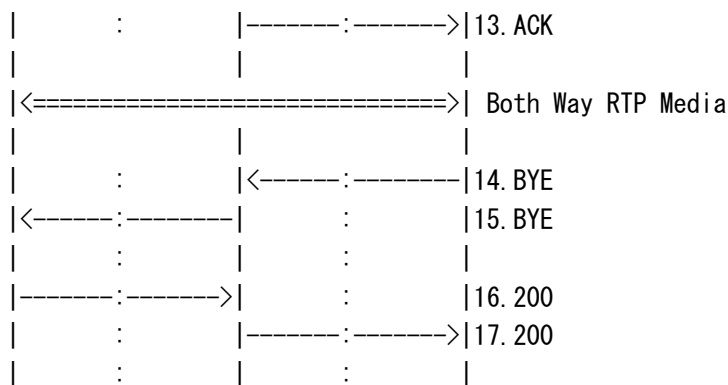 |       :       |-------:------->|13.ACK
|               |                |
|<==============================>| Both Way RTP Media
|               |                |
|       :       |<------:--------|14.BYE
|<------:--------|       :       |15.BYE
|       :       |       :        |
|-------:------->|       :       |16.200
|       :       |-------:------->|17.200
|       :       |       :        |